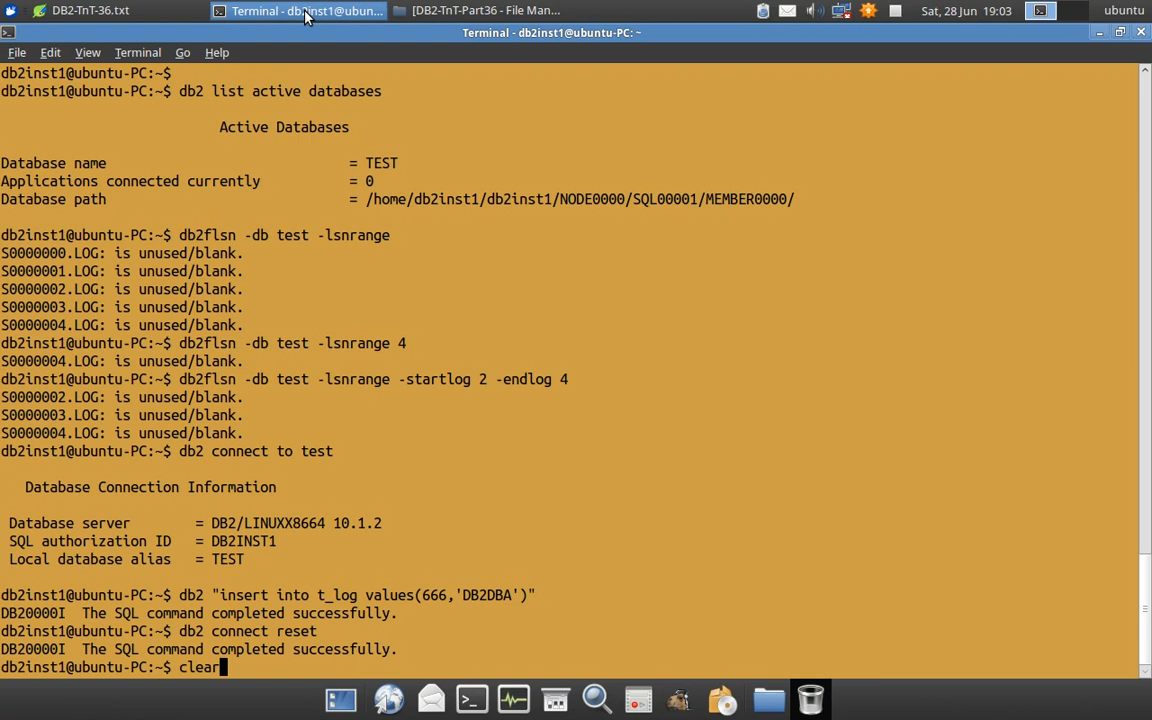 DB2-TnT-36.txt
Terminal - db2inst1@ubun...
[DB2-TnT-Part36 - File Man...
Sat, 28 Jun 19:03
ubuntu
Terminal - db2inst1@ubuntu-PC: ~
File Edit View Terminal Go Help
db2inst1@ubuntu-PC:~$
db2inst1@ubuntu-PC:~$ db2 list active databases
Active Databases
Database name = TEST
Applications connected currently = 0
Database path = /home/db2inst1/db2inst1/NODE0000/SQL00001/MEMBER0000/
db2inst1@ubuntu-PC:~$ db2flsn -db test -lsnrange
S0000000.LOG: is unused/blank.
S0000001.LOG: is unused/blank.
S0000002.LOG: is unused/blank.
S0000003.LOG: is unused/blank.
S0000004.LOG: is unused/blank.
db2inst1@ubuntu-PC:~$ db2flsn -db test -lsnrange 4
S0000004.LOG: is unused/blank.
db2inst1@ubuntu-PC:~$ db2flsn -db test -lsnrange -startlog 2 -endlog 4
S0000002.LOG: is unused/blank.
S0000003.LOG: is unused/blank.
S0000004.LOG: is unused/blank.
db2inst1@ubuntu-PC:~$ db2 connect to test
Database Connection Information
Database server = DB2/LINUXX8664 10.1.2
SQL authorization ID = DB2INST1
Local database alias = TEST
db2inst1@ubuntu-PC:~$ db2 "insert into t_log values(666,'DB2DBA')"
DB20000I The SQL command completed successfully.
db2inst1@ubuntu-PC:~$ db2 connect reset
DB20000I The SQL command completed successfully.
db2inst1@ubuntu-PC:~$ clear